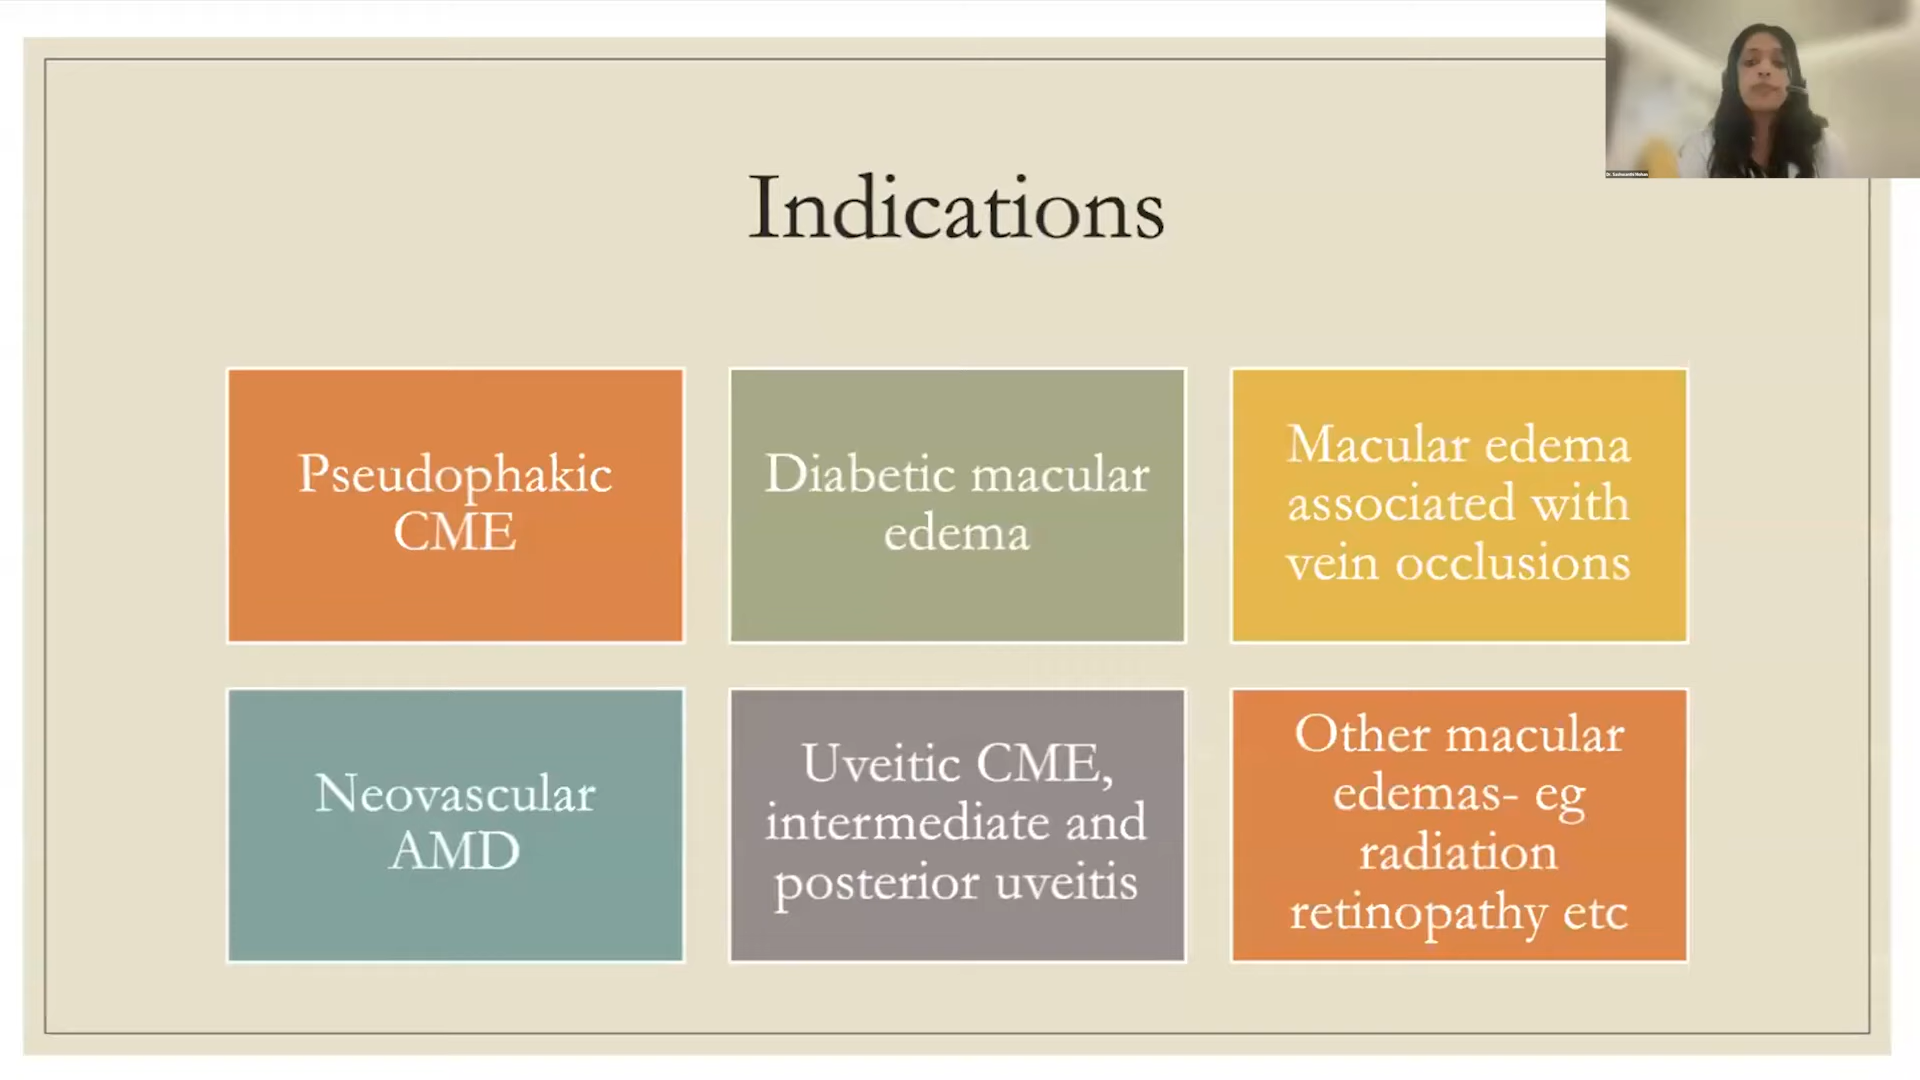 Indications
Pseudophakic
CME
Diabetic macular
edema
Macular edema
associated with
vein occlusions
Neovascular
AMD
Uveitic CME,
intermediate and
posterior uveitis
Other macular
edemas- eg
radiation
retinopathy etc